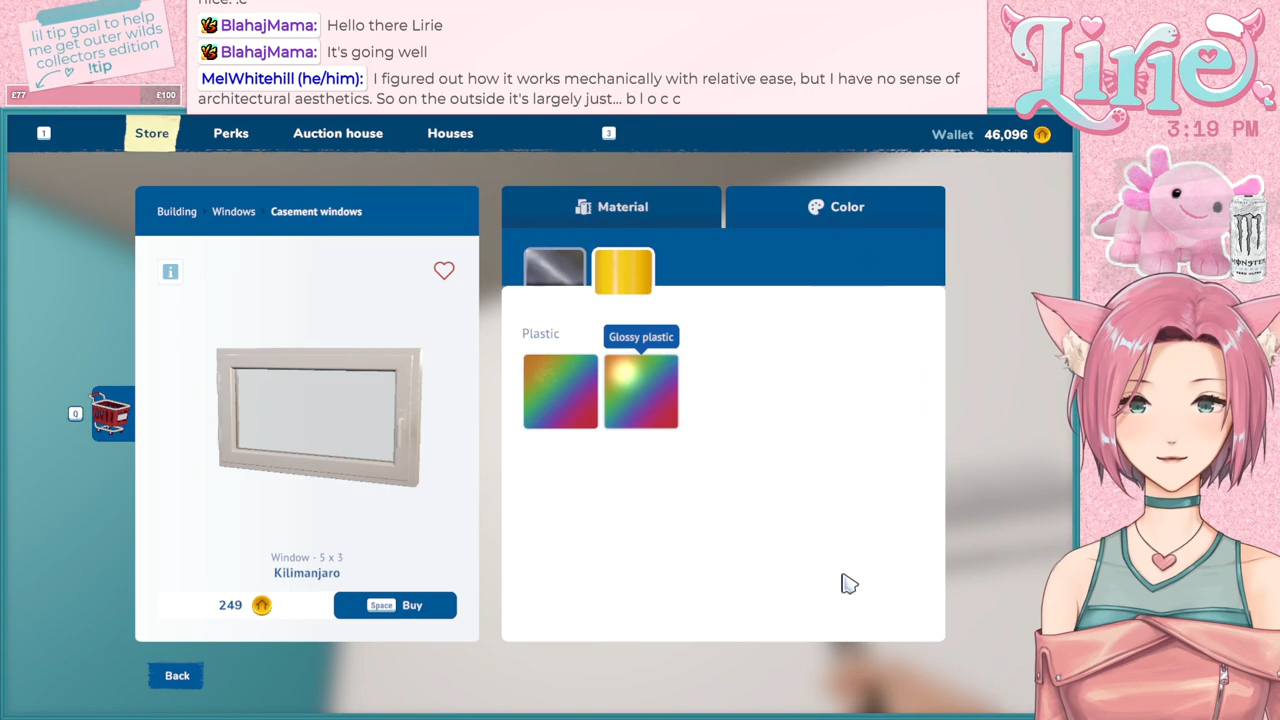 nice. :c
lil tip goal to help
me get outer wilds
collectors edition
!tip
£77
£100
BlahajMama: Hello there Lirie
BlahajMama: It's going well
MelWhitehill (he/him): I figured out how it works mechanically with relative ease, but I have no sense of
architectural aesthetics. So on the outside it's largely just... b l o c c
Lirie
3:19 PM
1
Store
Perks
Auction house
Houses
3
Wallet 46,096
Building
Windows
Casement windows
Material
Color
Plastic
Glossy plastic
Q
Window - 5 x 3
Kilimanjaro
249
Space
Buy
Back
MONSTER